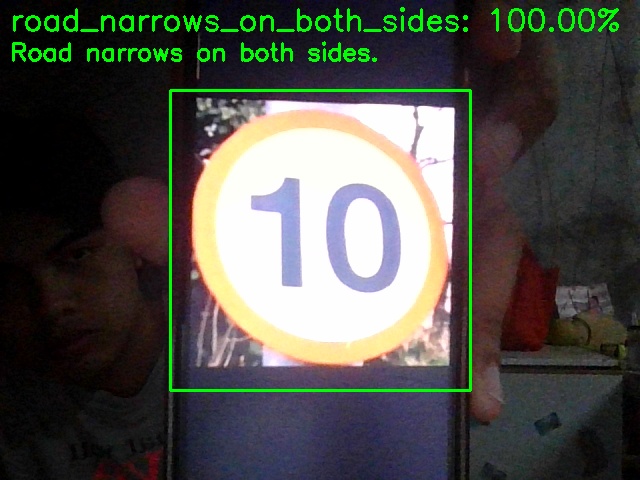 road_narrows_on_both_sides: 100.00%
Road narrows on both sides.
10